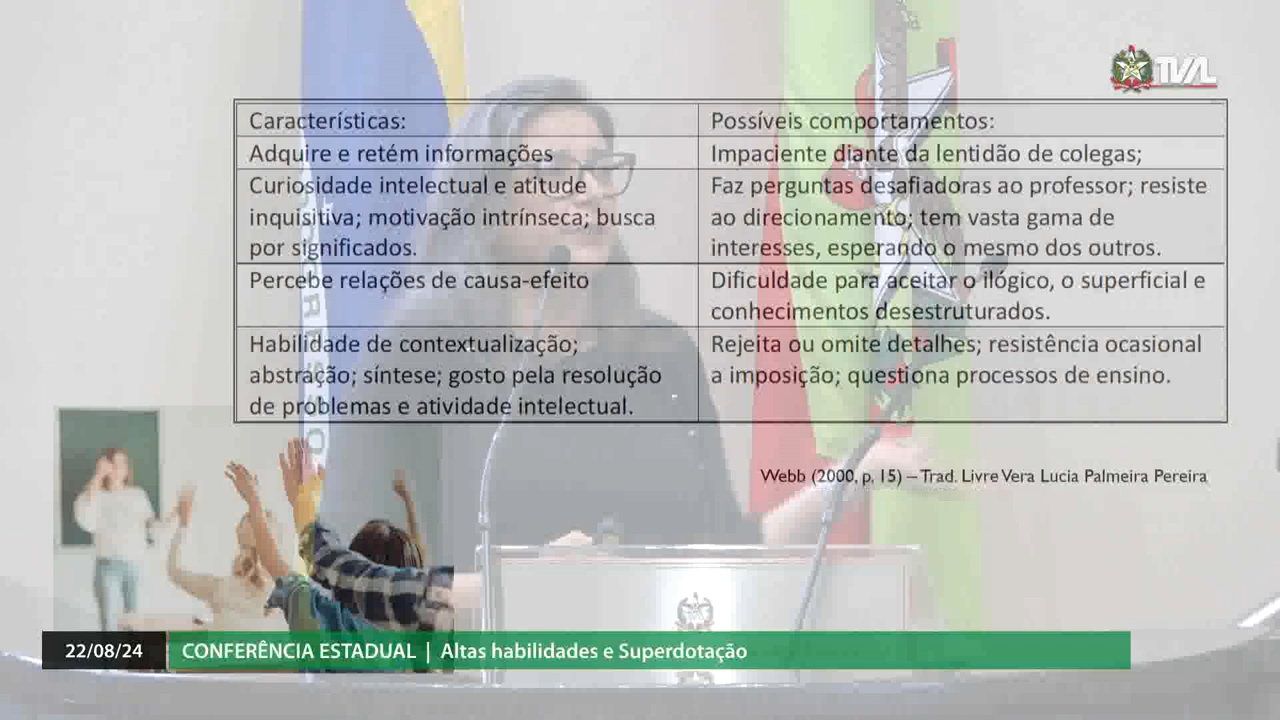 TVAL
Características:
Possíveis comportamentos:
Adquire e retém informações
Impaciente diante da lentidão de colegas;
Curiosidade intelectual e atitude
inquisitiva; motivação intrínseca; busca
por significados.
Faz perguntas desafiadoras ao professor; resiste
ao direcionamento; tem vasta gama de
interesses, esperando o mesmo dos outros.
Percebe relações de causa-efeito
Dificuldade para aceitar o ilógico, o superficial e
conhecimentos desestruturados.
Habilidade de contextualização;
abstração; síntese; gosto pela resolução
de problemas e atividade intelectual.
Rejeita ou omite detalhes; resistência ocasional
a imposição; questiona processos de ensino.
Webb (2000, p. 15) – Trad. Livre Vera Lucia Palmeira Pereira
22/08/24
CONFERÊNCIA ESTADUAL | Altas habilidades e Superdotação